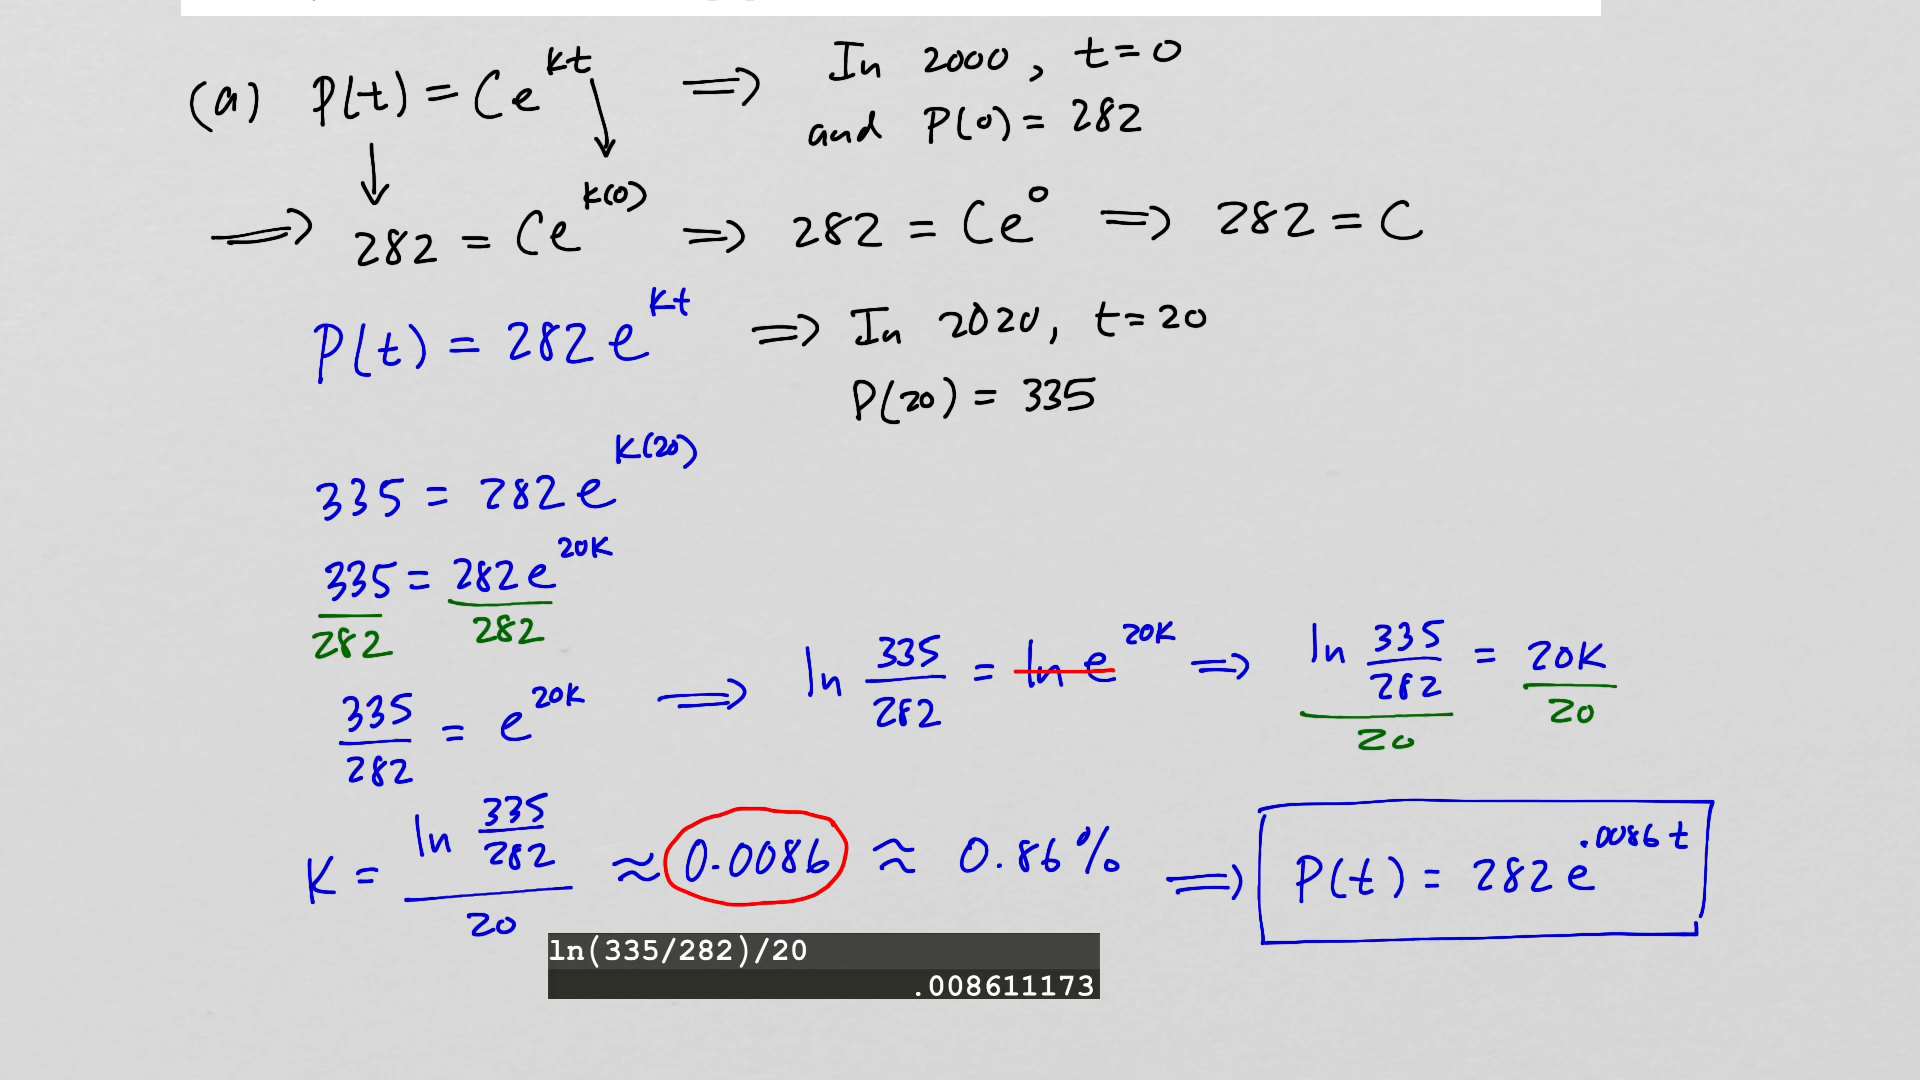 (a) P(t) = Ce^{kt} ⟹ In 2000, t=0
and P(0) = 282
⟹ 282 = Ce^{k(0)} ⟹ 282 = Ce^0 ⟹ 282 = C
P(t) = 282e^{kt} ⟹ In 2020, t=20
P(20) = 335
335 = 282e^{k(20)}
335/282 = 282e^{20k}/282
335/282 = e^{20k} ⟹ ln 335/282 = ln e^{20k} ⟹ (ln 335/282)/20 = 20k/20
k = (ln 335/282)/20 ≈ 0.0086 ≈ 0.86% ⟹ P(t) = 282e^{.0086t}
ln(335/282)/20
.008611173